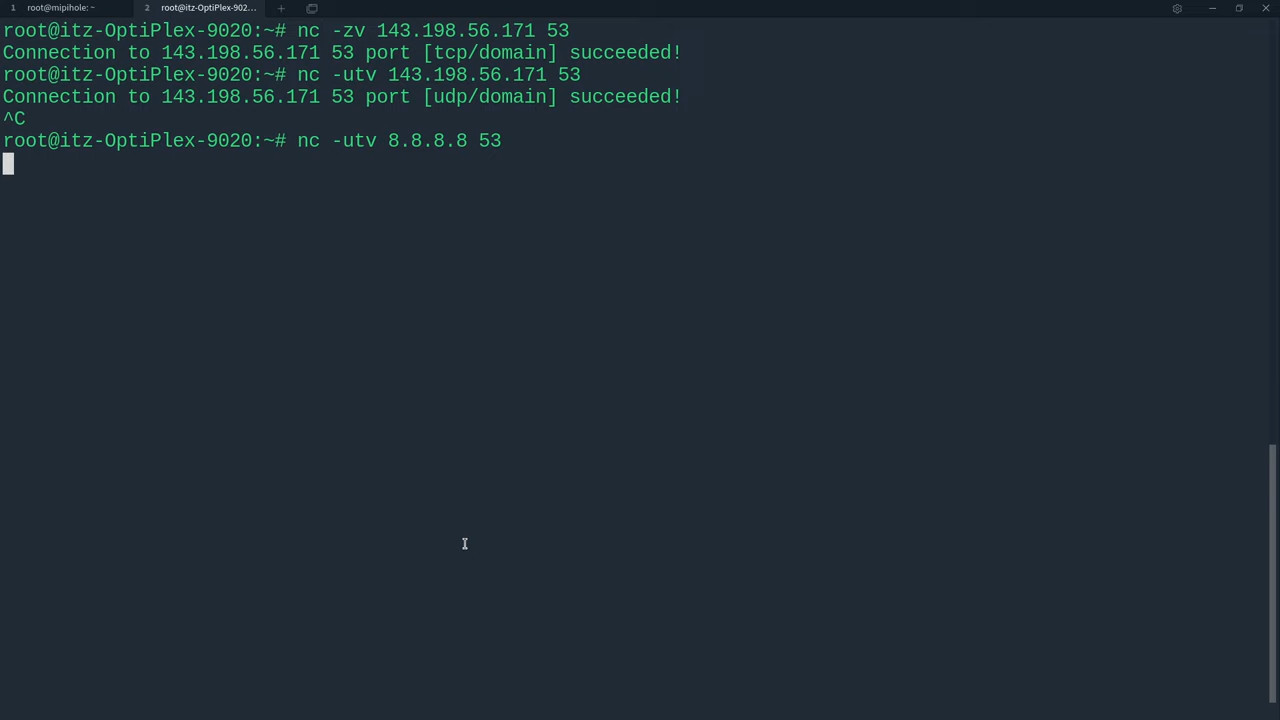 1 root@mipihole: ~
2 root@itz-OptiPlex-902...
root@itz-OptiPlex-9020:~# nc -zv 143.198.56.171 53
Connection to 143.198.56.171 53 port [tcp/domain] succeeded!
root@itz-OptiPlex-9020:~# nc -utv 143.198.56.171 53
Connection to 143.198.56.171 53 port [udp/domain] succeeded!
^C
root@itz-OptiPlex-9020:~# nc -utv 8.8.8.8 53